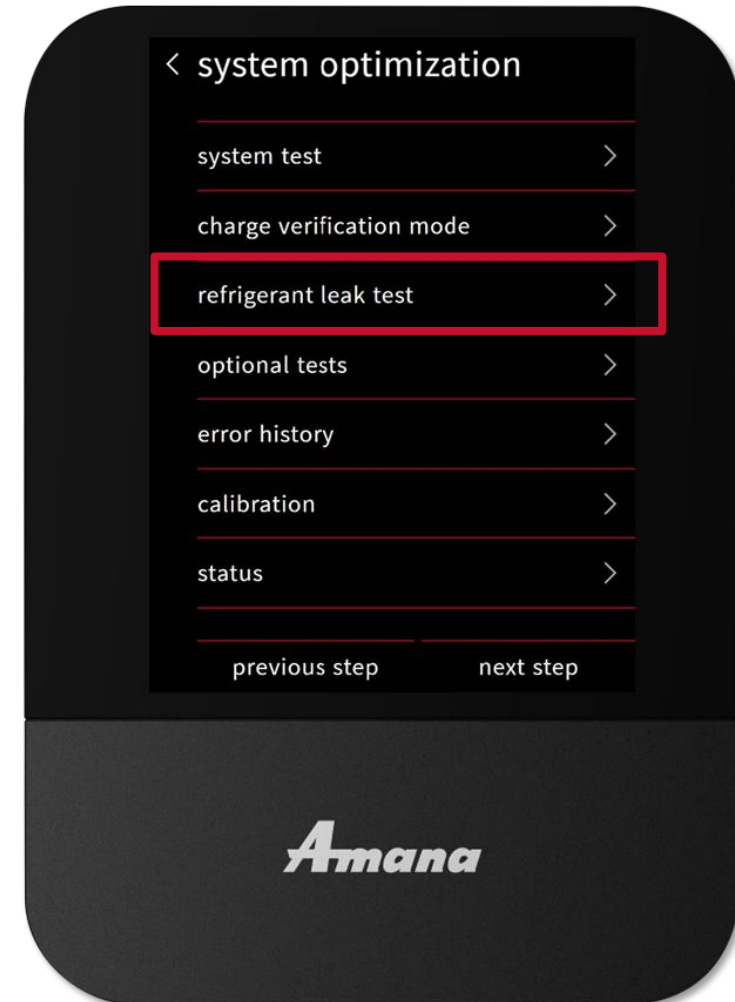 < system optimization
system test >
charge verification mode >
refrigerant leak test >
optional tests >
error history >
calibration >
status >
previous step next step
Amana